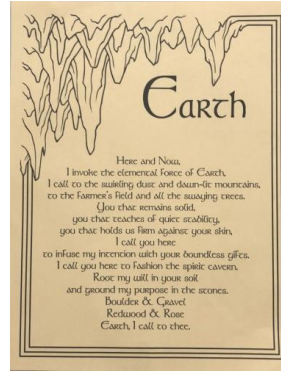 Earth
Here and Now,
I invoke the elemental force of Earth,
I call to the swirling dust and dawn-lit mountains,
to the farmer's field and all the swaying trees.
You that remains solid,
you that teaches of quiet stability,
you that holds us firm against your skin,
I call you here
to infuse my intention with your boundless gifts.
I call you here to fashion the spirit cavern,
Root my will in your soil
and ground my purpose in the stones.
Boulder & Gravel
Redwood & Rose
Earth, I call to thee.